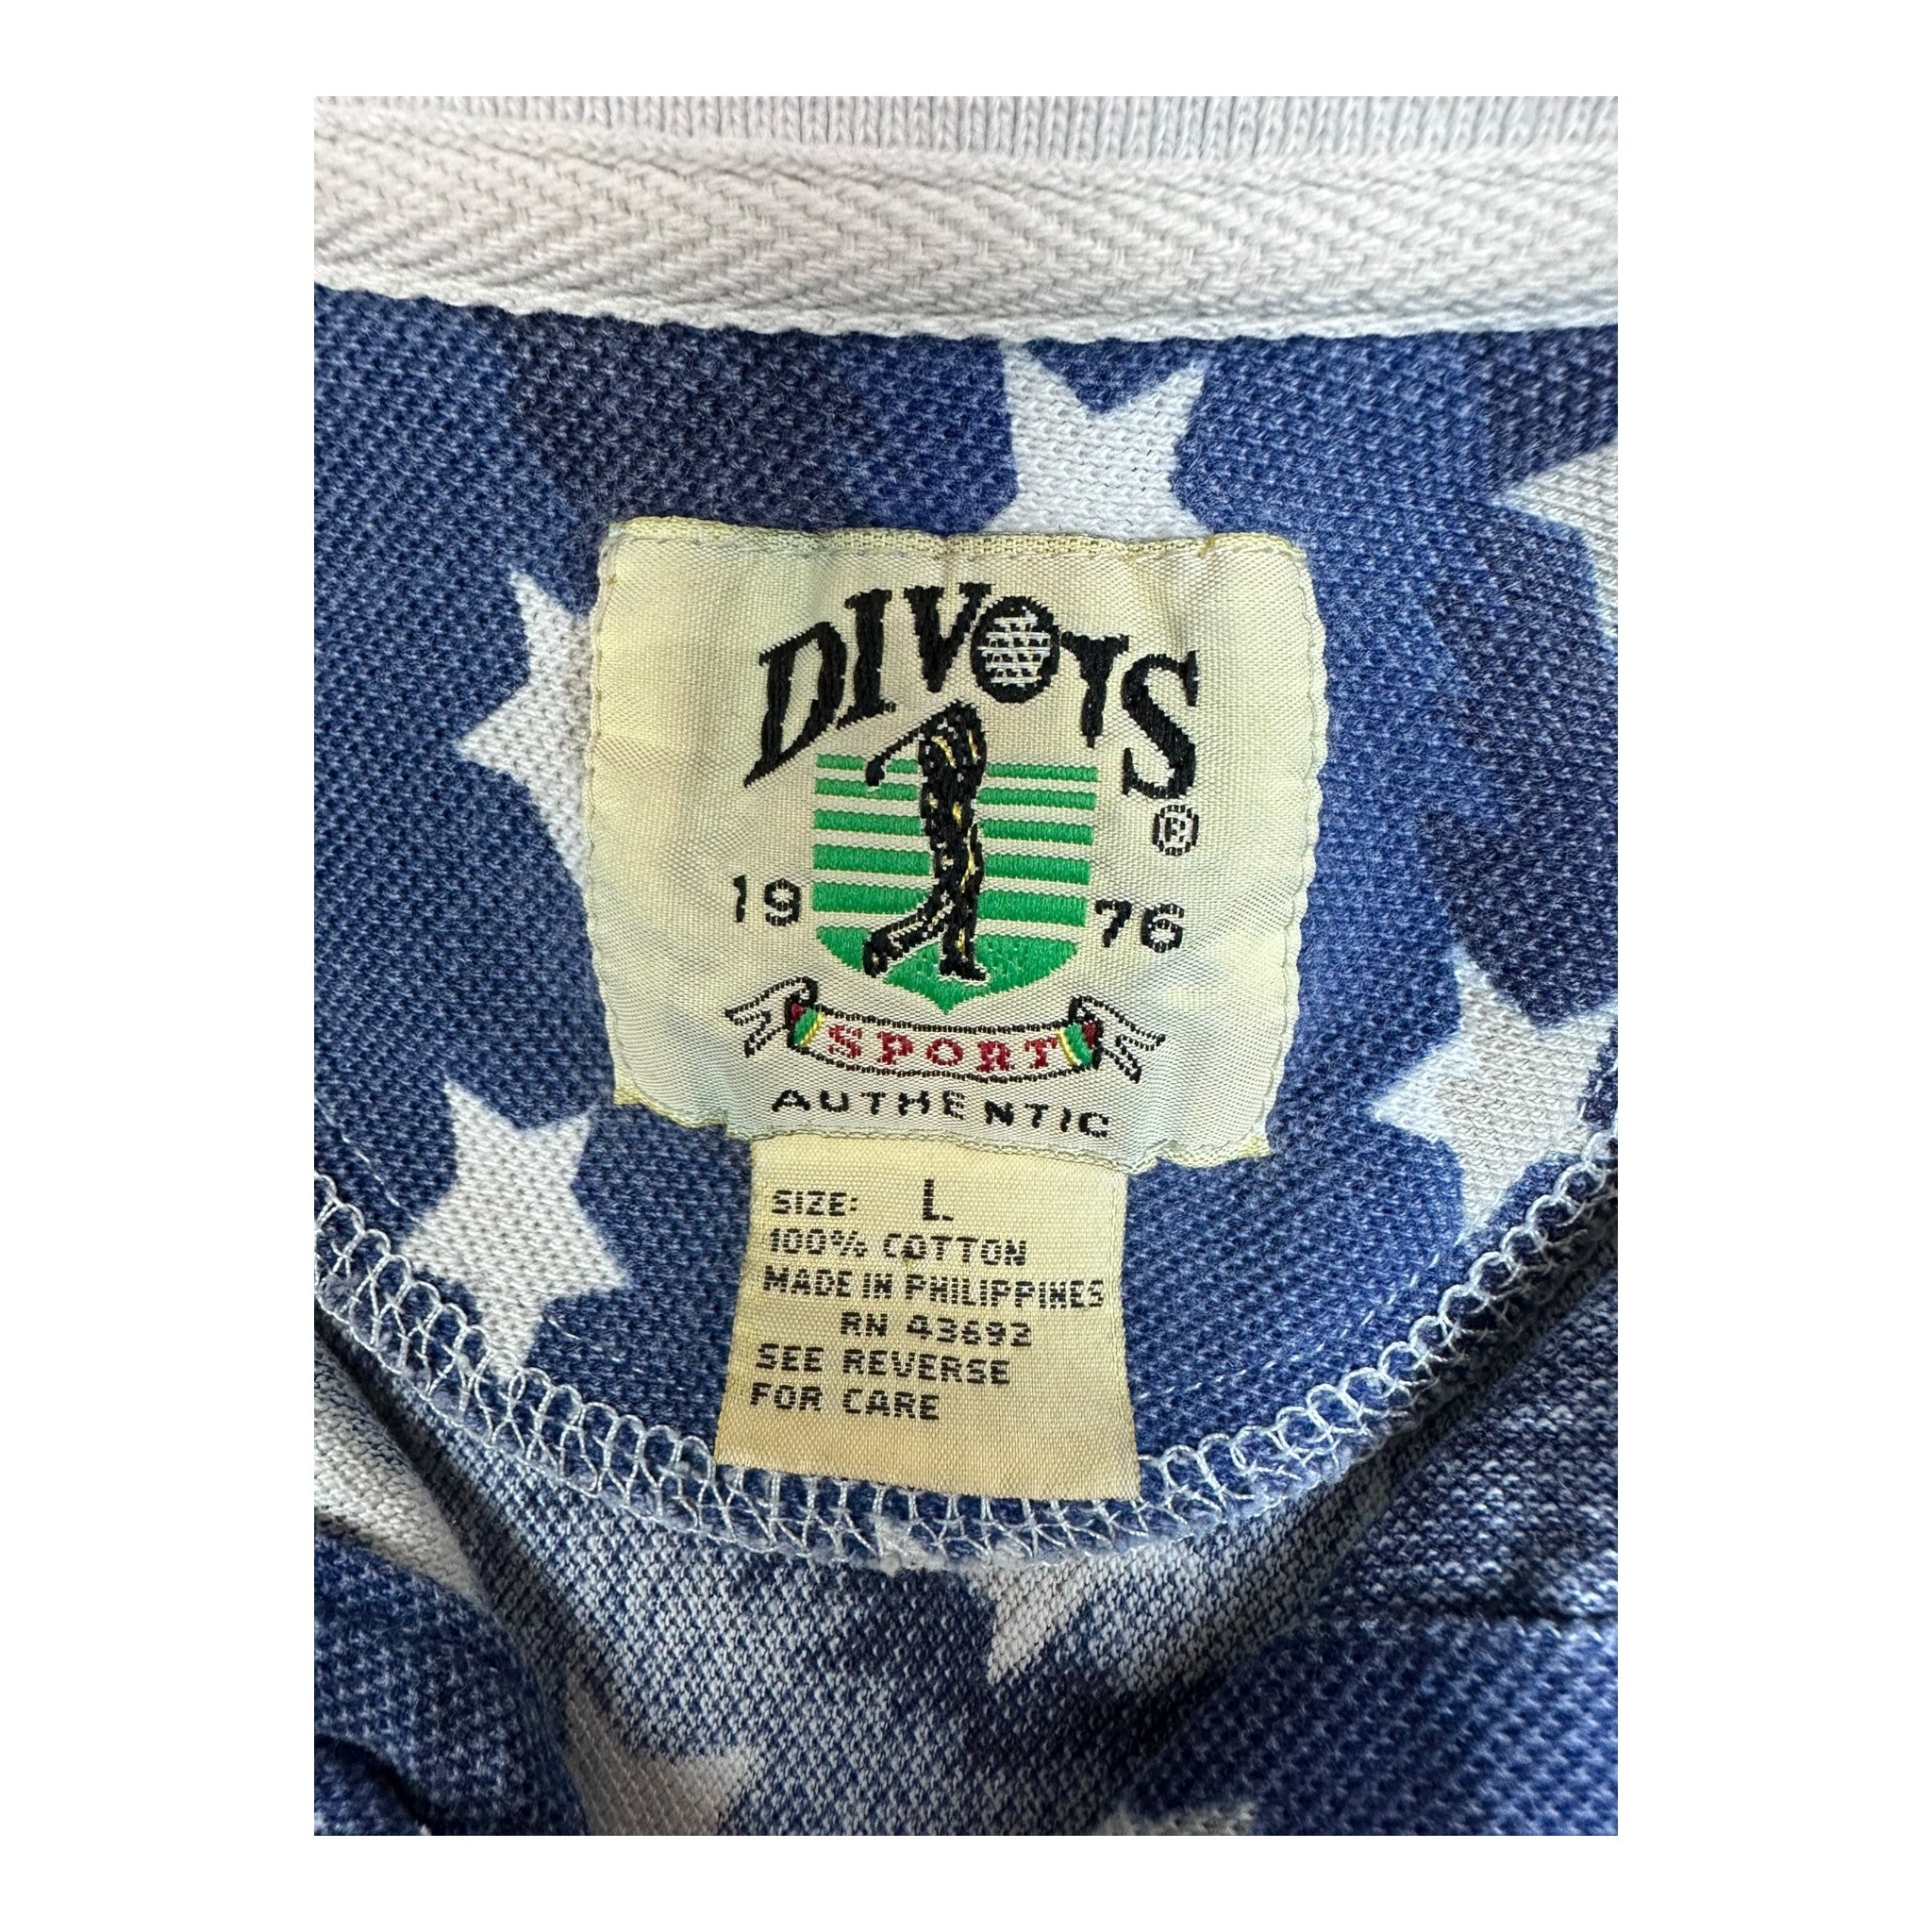 DIVOTS
®
19 76
SPORT
AUTHENTIC
SIZE: L
100% COTTON
MADE IN PHILIPPINES
RN 43692
SEE REVERSE
FOR CARE